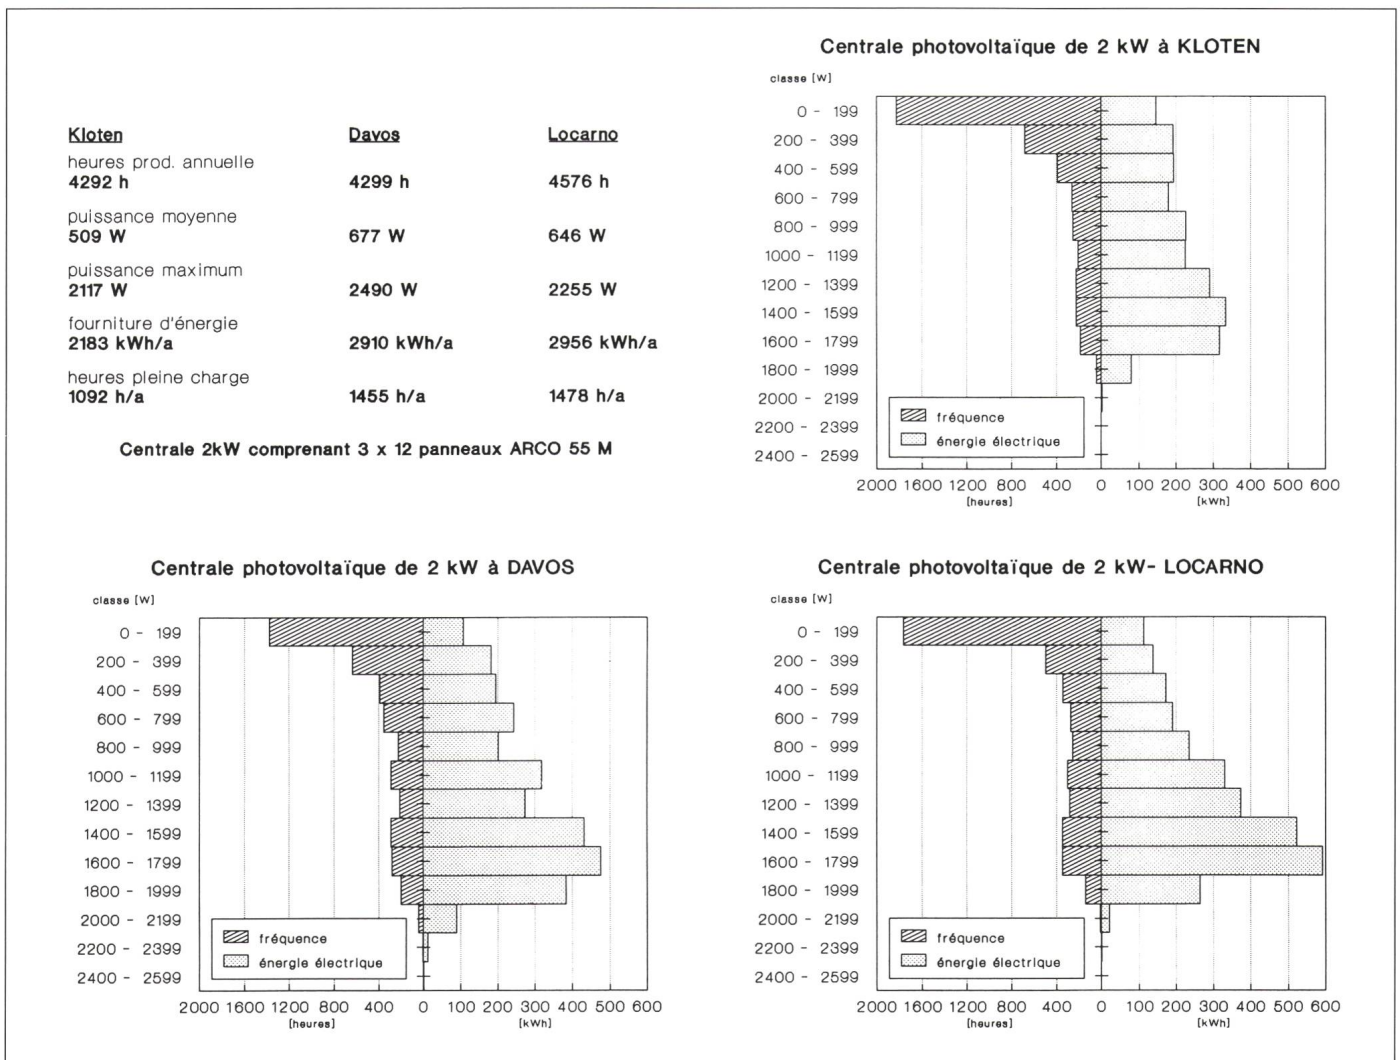 Kloten Davos Locarno
heures prod. annuelle
4292 h 4299 h 4576 h
puissance moyenne
509 W 677 W 646 W
puissance maximum
2117 W 2490 W 2255 W
fourniture d'énergie
2183 kWh/a 2910 kWh/a 2956 kWh/a
heures pleine charge
1092 h/a 1455 h/a 1478 h/a
Centrale 2kW comprenant 3 x 12 panneaux ARCO 55 M
Centrale photovoltaïque de 2 kW à KLOTEN
classe [W]
0 - 199
200 - 399
400 - 599
600 - 799
800 - 999
1000 - 1199
1200 - 1399
1400 - 1599
1600 - 1799
1800 - 1999
2000 - 2199
2200 - 2399
2400 - 2599
fréquence
énergie électrique
2000 1600 1200 800 400 0 100 200 300 400 500 600
[heures] [kWh]
Centrale photovoltaïque de 2 kW à DAVOS
classe [W]
0 - 199
200 - 399
400 - 599
600 - 799
800 - 999
1000 - 1199
1200 - 1399
1400 - 1599
1600 - 1799
1800 - 1999
2000 - 2199
2200 - 2399
2400 - 2599
fréquence
énergie électrique
2000 1600 1200 800 400 0 100 200 300 400 500 600
[heures] [kWh]
Centrale photovoltaïque de 2 kW- LOCARNO
classe [W]
0 - 199
200 - 399
400 - 599
600 - 799
800 - 999
1000 - 1199
1200 - 1399
1400 - 1599
1600 - 1799
1800 - 1999
2000 - 2199
2200 - 2399
2400 - 2599
fréquence
énergie électrique
2000 1600 1200 800 400 0 100 200 300 400 500 600
[heures] [kWh]